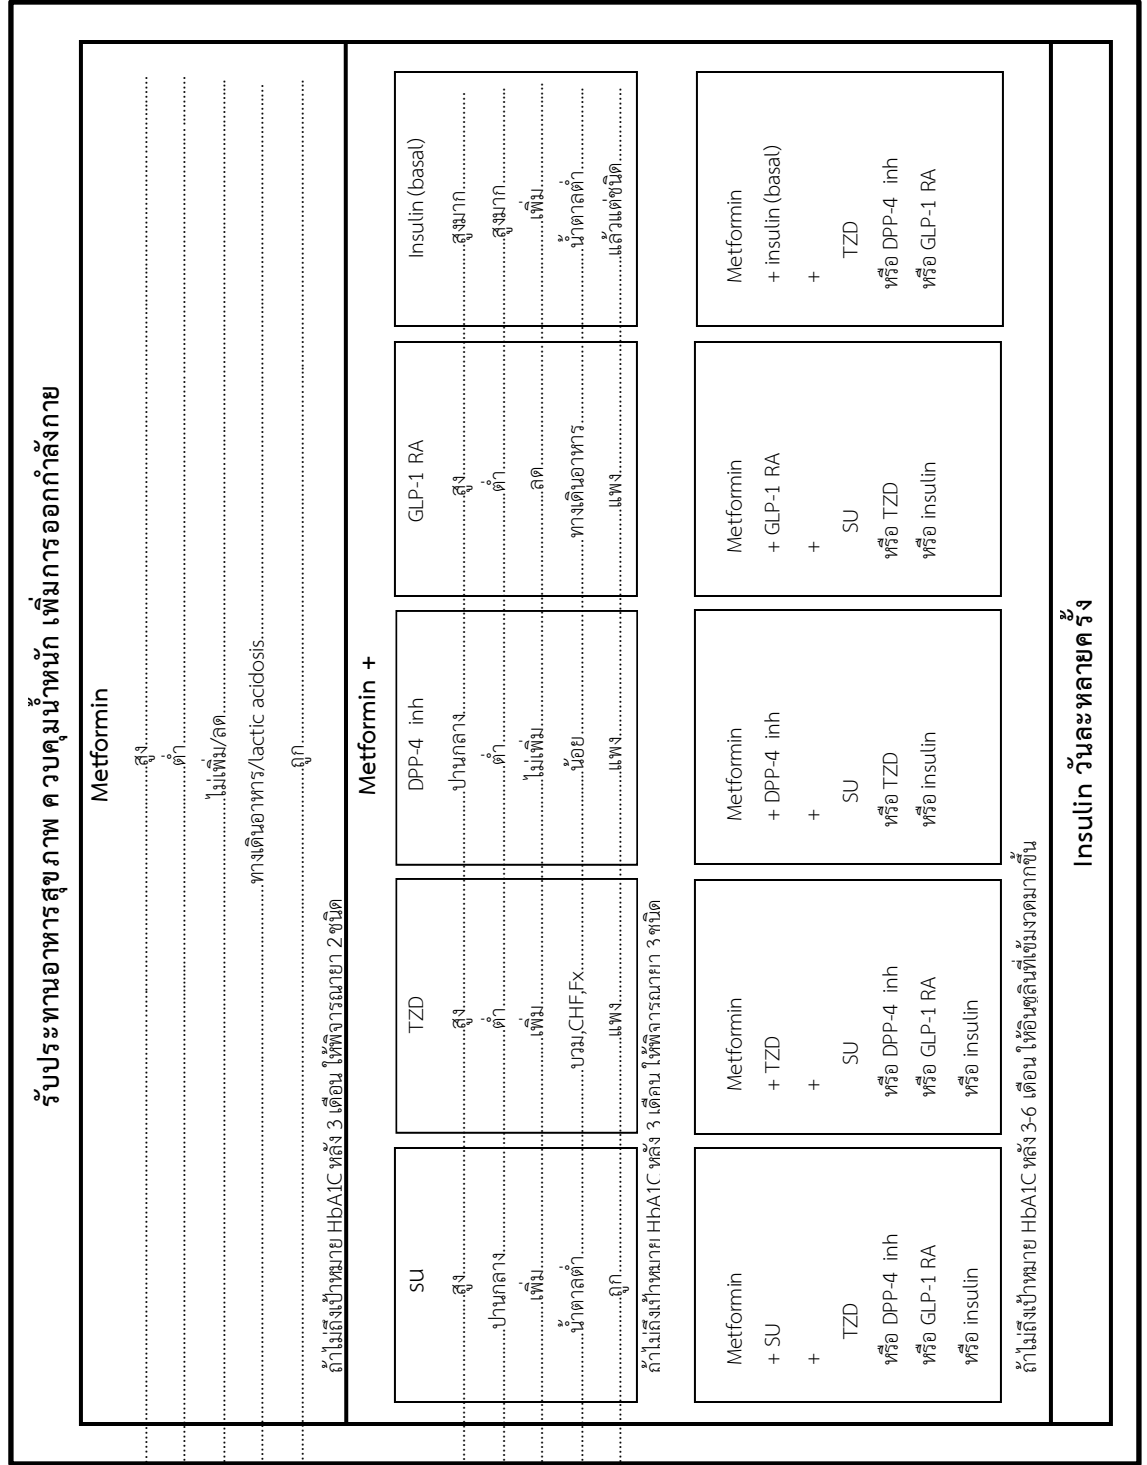 รับประทานอาหารสุขภาพ ควบคุมน้ำหนัก เพิ่มการออกกำลังกาย
Metformin
สูง
ต่ำ
ไม่เพิ่ม/ลด
ทางเดินอาหาร/lactic acidosis
ถูก
ถ้าไม่ถึงเป้าหมาย HbA1C หลัง 3 เดือน ให้พิจารณายา 2 ชนิด
Metformin +
SU
สูง
ปานกลาง
เพิ่ม
น้ำตาลต่ำ
ถูก
TZD
สูง
ต่ำ
เพิ่ม
บวม,CHF,Fx
แพง
DPP-4 inh
ปานกลาง
ต่ำ
ไม่เพิ่ม
น้อย
แพง
GLP-1 RA
สูง
ต่ำ
ลด
ทางเดินอาหาร
แพง
Insulin (basal)
สูงมาก
สูงมาก
เพิ่ม
น้ำตาลต่ำ
แล้วแต่ชนิด
ถ้าไม่ถึงเป้าหมาย HbA1C หลัง 3 เดือน ให้พิจารณายา 3 ชนิด
Metformin
+ SU
+
TZD
หรือ DPP-4 inh
หรือ GLP-1 RA
หรือ insulin
Metformin
+ TZD
+
SU
หรือ DPP-4 inh
หรือ GLP-1 RA
หรือ insulin
Metformin
+ DPP-4 inh
+
SU
หรือ TZD
หรือ insulin
Metformin
+ GLP-1 RA
+
SU
หรือ TZD
หรือ insulin
Metformin
+ insulin (basal)
+
TZD
หรือ DPP-4 inh
หรือ GLP-1 RA
ถ้าไม่ถึงเป้าหมาย HbA1C หลัง 3-6 เดือน ให้อินซูลินที่เข้มงวดมากขึ้น
Insulin วันละหลายครั้ง